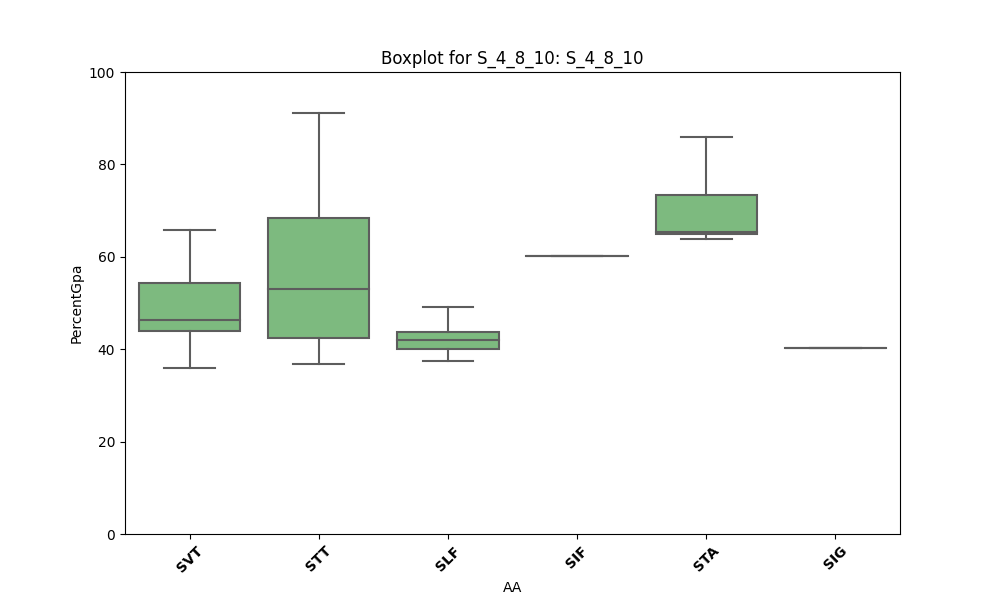 Boxplot for S_4_8_10: S_4_8_10
100
80
60
40
20
0
PercentGpa
SVT
STT
SLF
SIF
STA
SIG
AA